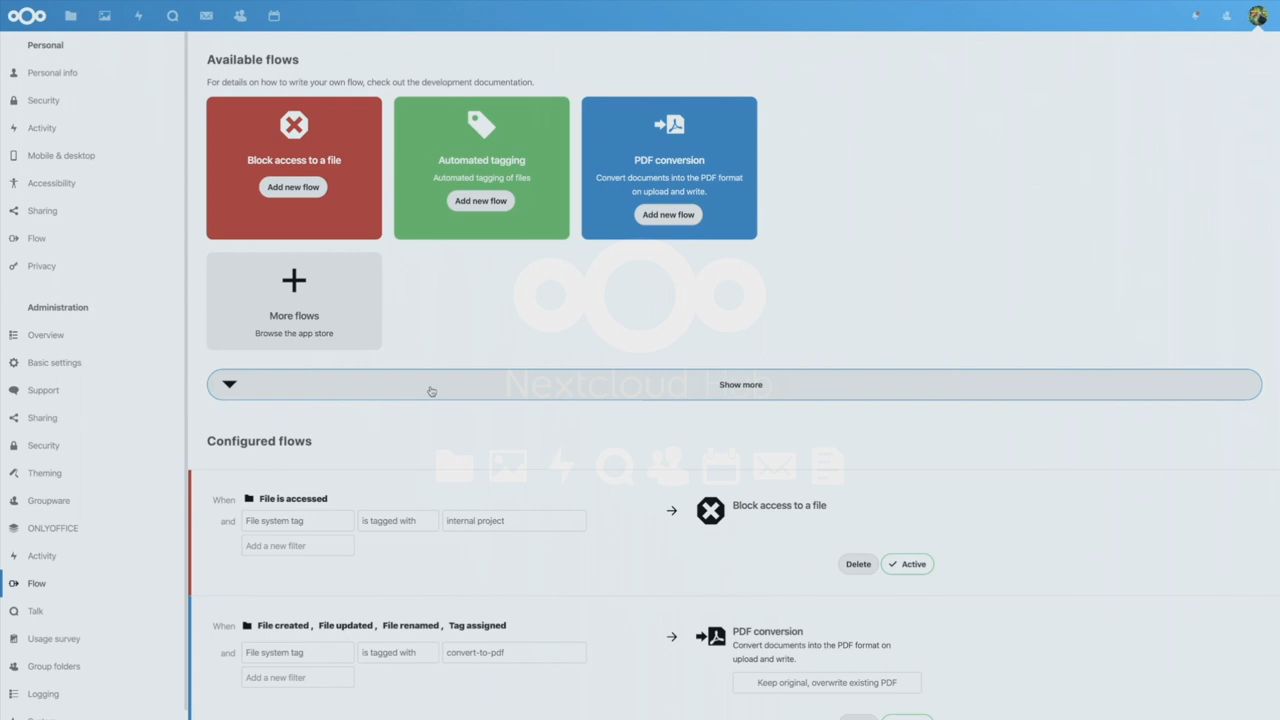 Personal
Personal info
Security
Activity
Mobile & desktop
Accessibility
Sharing
Flow
Privacy
Administration
Overview
Basic settings
Support
Sharing
Security
Theming
Groupware
ONLYOFFICE
Activity
Flow
Talk
Usage survey
Group folders
Logging
Available flows
For details on how to write your own flow, check out the development documentation.
Block access to a file
Add new flow
Automated tagging
Automated tagging of files
Add new flow
PDF conversion
Convert documents into the PDF format
on upload and write.
Add new flow
More flows
Browse the app store
Show more
Nextcloud Hub
Configured flows
When File is accessed
and File system tag is tagged with internal project
Add a new filter
Block access to a file
Delete Active
When File created , File updated , File renamed , Tag assigned
and File system tag is tagged with convert-to-pdf
Add a new filter
PDF conversion
Convert documents into the PDF format on
upload and write.
Keep original, overwrite existing PDF